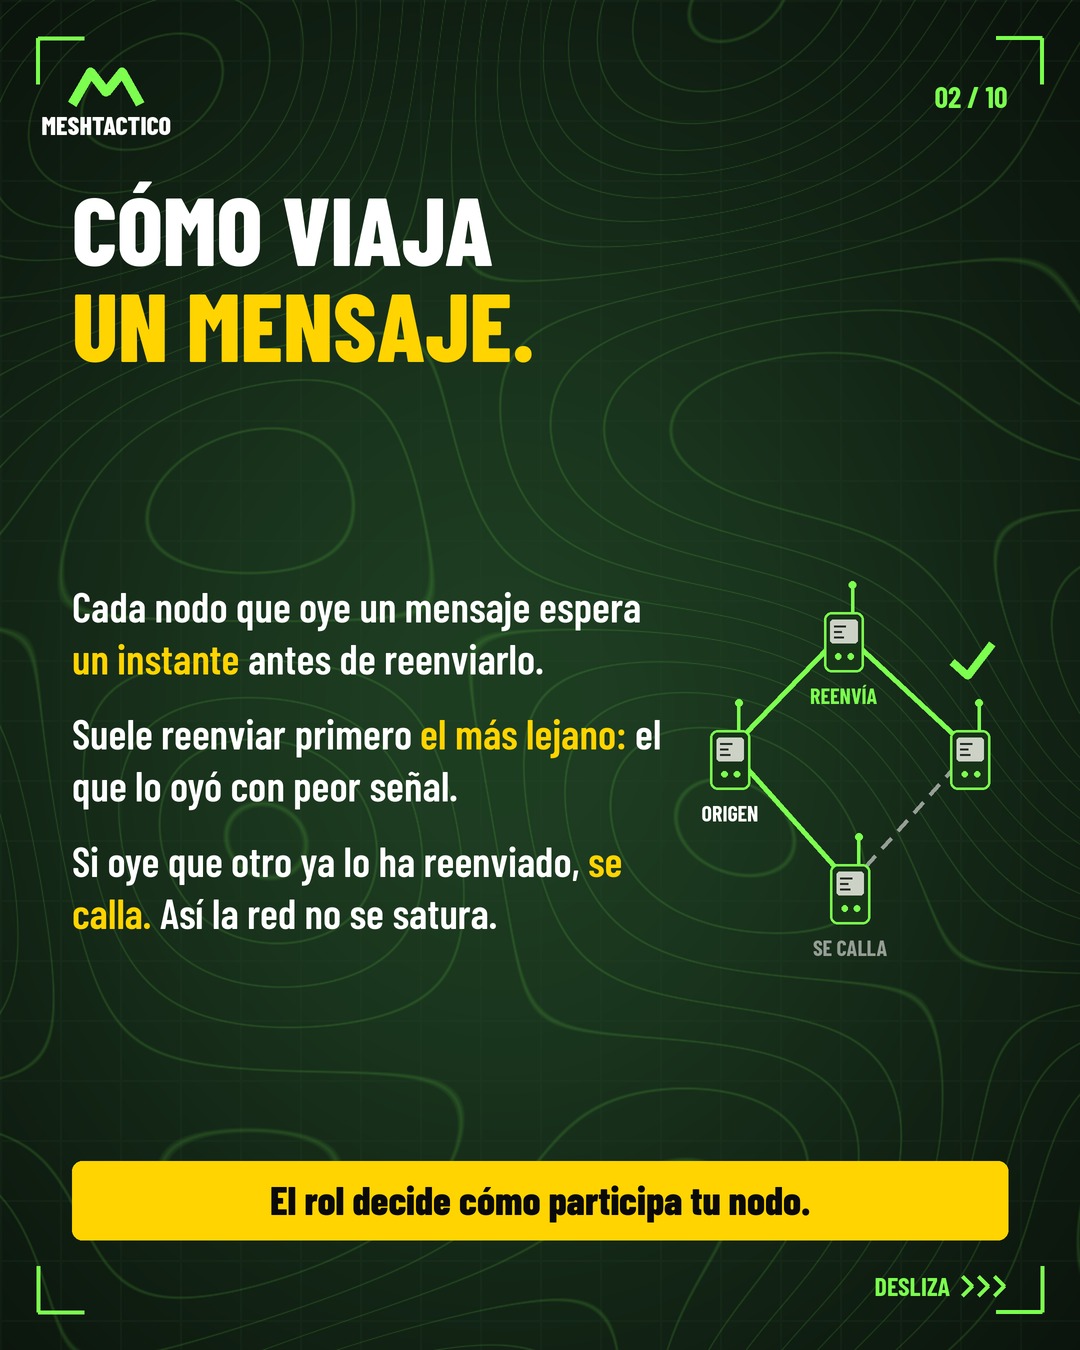 MESHTACTICO
02 / 10
CÓMO VIAJA
UN MENSAJE.
Cada nodo que oye un mensaje espera
un instante antes de reenviarlo.
Suele reenviar primero el más lejano: el
que lo oyó con peor señal.
Si oye que otro ya lo ha reenviado, se
calla. Así la red no se satura.
REENVÍA
ORIGEN
SE CALLA
El rol decide cómo participa tu nodo.
DESLIZA >>>